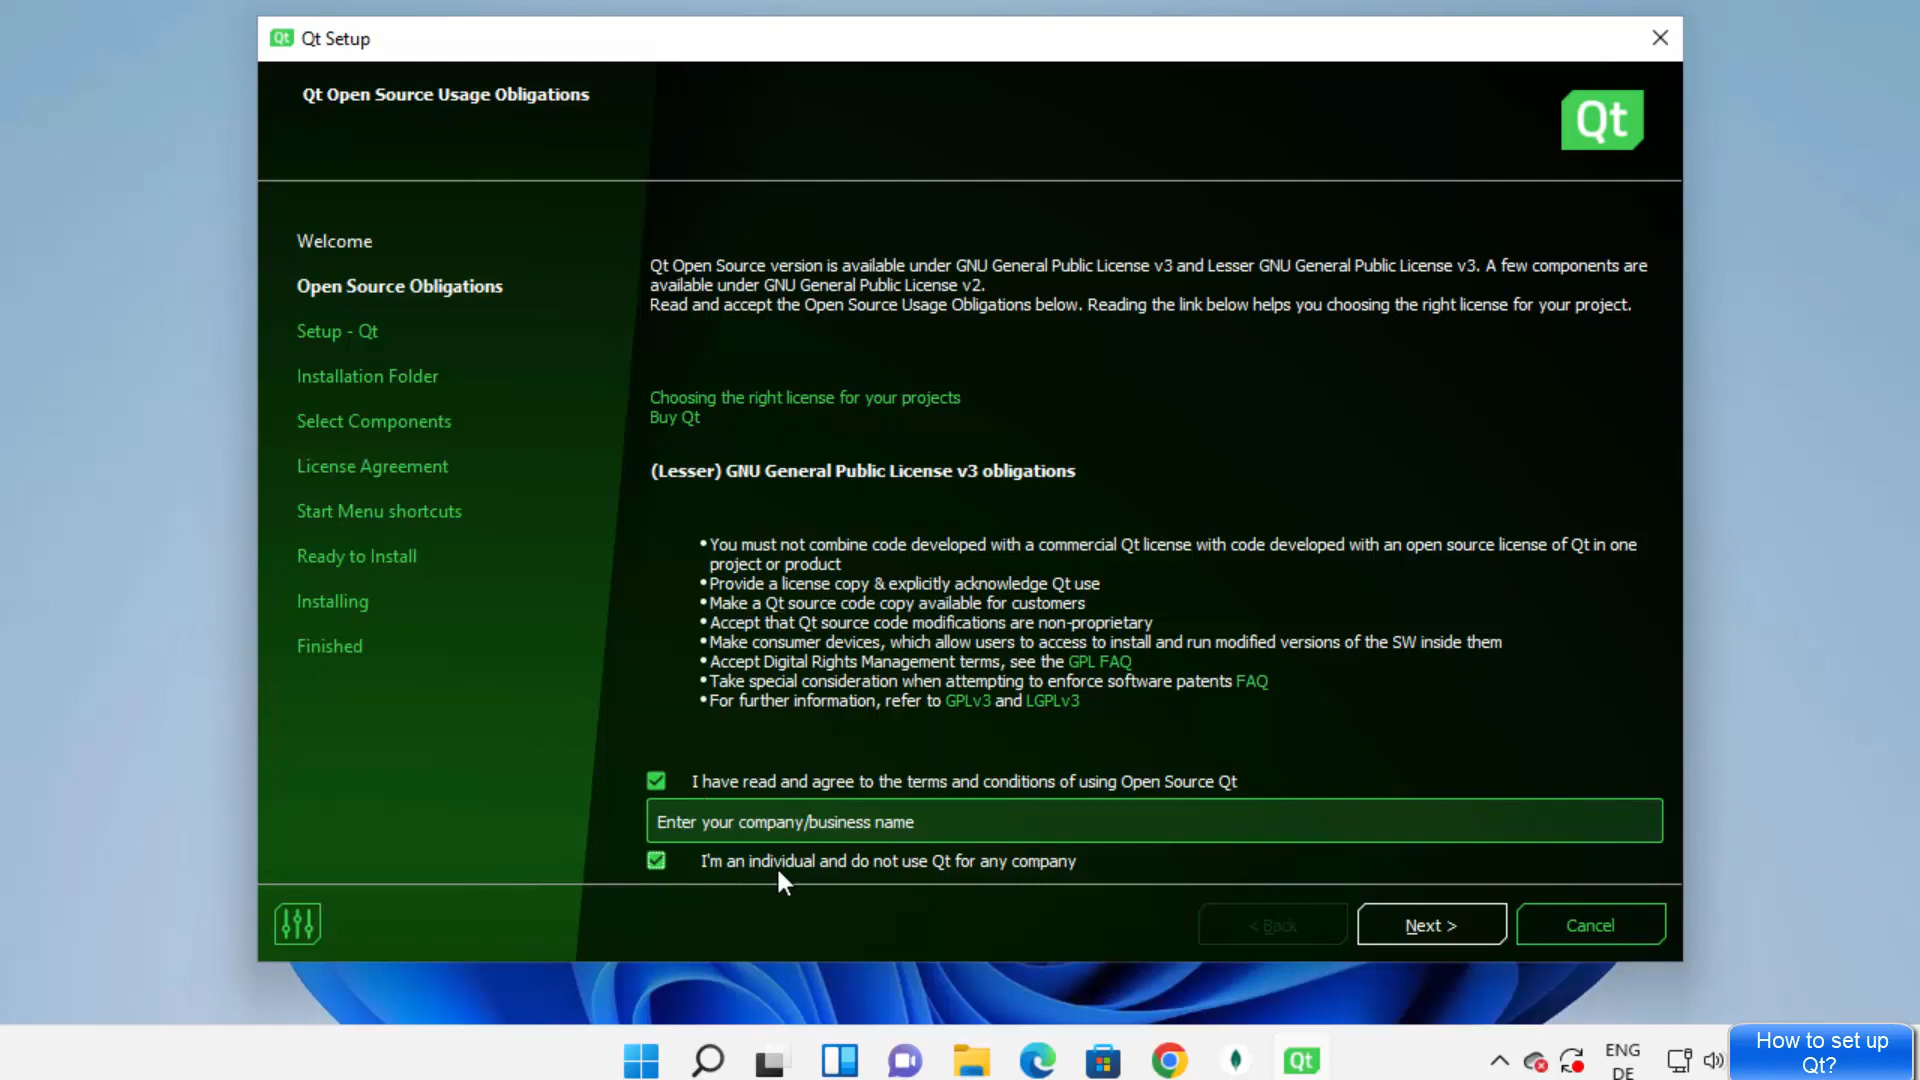 Qt Qt Setup
Qt Open Source Usage Obligations
Qt
Welcome
Open Source Obligations
Setup - Qt
Installation Folder
Select Components
License Agreement
Start Menu shortcuts
Ready to Install
Installing
Finished
Qt Open Source version is available under GNU General Public License v3 and Lesser GNU General Public License v3. A few components are
available under GNU General Public License v2.
Read and accept the Open Source Usage Obligations below. Reading the link below helps you choosing the right license for your project.
Choosing the right license for your projects
Buy Qt
(Lesser) GNU General Public License v3 obligations
•You must not combine code developed with a commercial Qt license with code developed with an open source license of Qt in one
project or product
•Provide a license copy & explicitly acknowledge Qt use
•Make a Qt source code copy available for customers
•Accept that Qt source code modifications are non-proprietary
•Make consumer devices, which allow users to access to install and run modified versions of the SW inside them
•Accept Digital Rights Management terms, see the GPL FAQ
•Take special consideration when attempting to enforce software patents FAQ
•For further information, refer to GPLv3 and LGPLv3
I have read and agree to the terms and conditions of using Open Source Qt
Enter your company/business name
I'm an individual and do not use Qt for any company
< Back
Next >
Cancel
Qt
ENG
DE
How to set up
Qt?